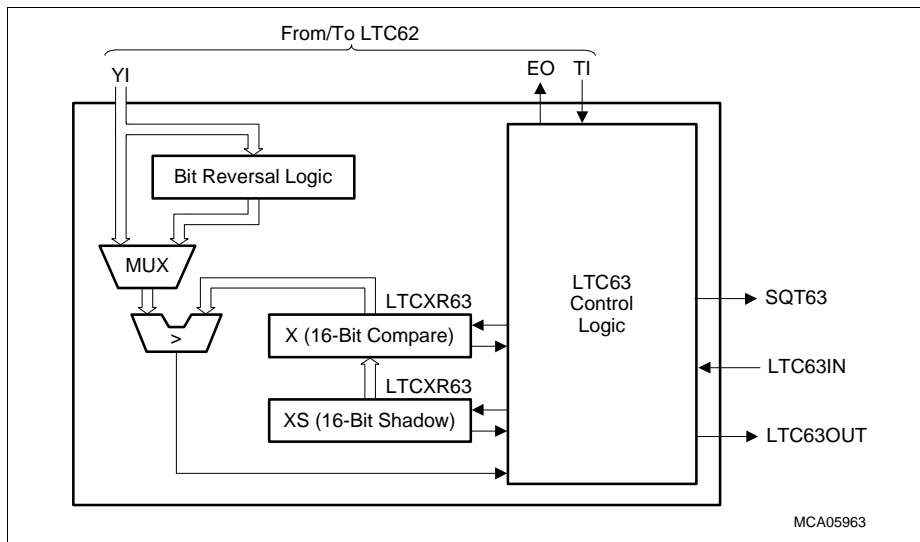 From/To LTC62
YI
EO TI
Bit Reversal Logic
MUX
>
LTCXR63
X (16-Bit Compare)
LTCXR63
XS (16-Bit Shadow)
LTC63
Control
Logic
SQT63
LTC63IN
LTC63OUT
MCA05963